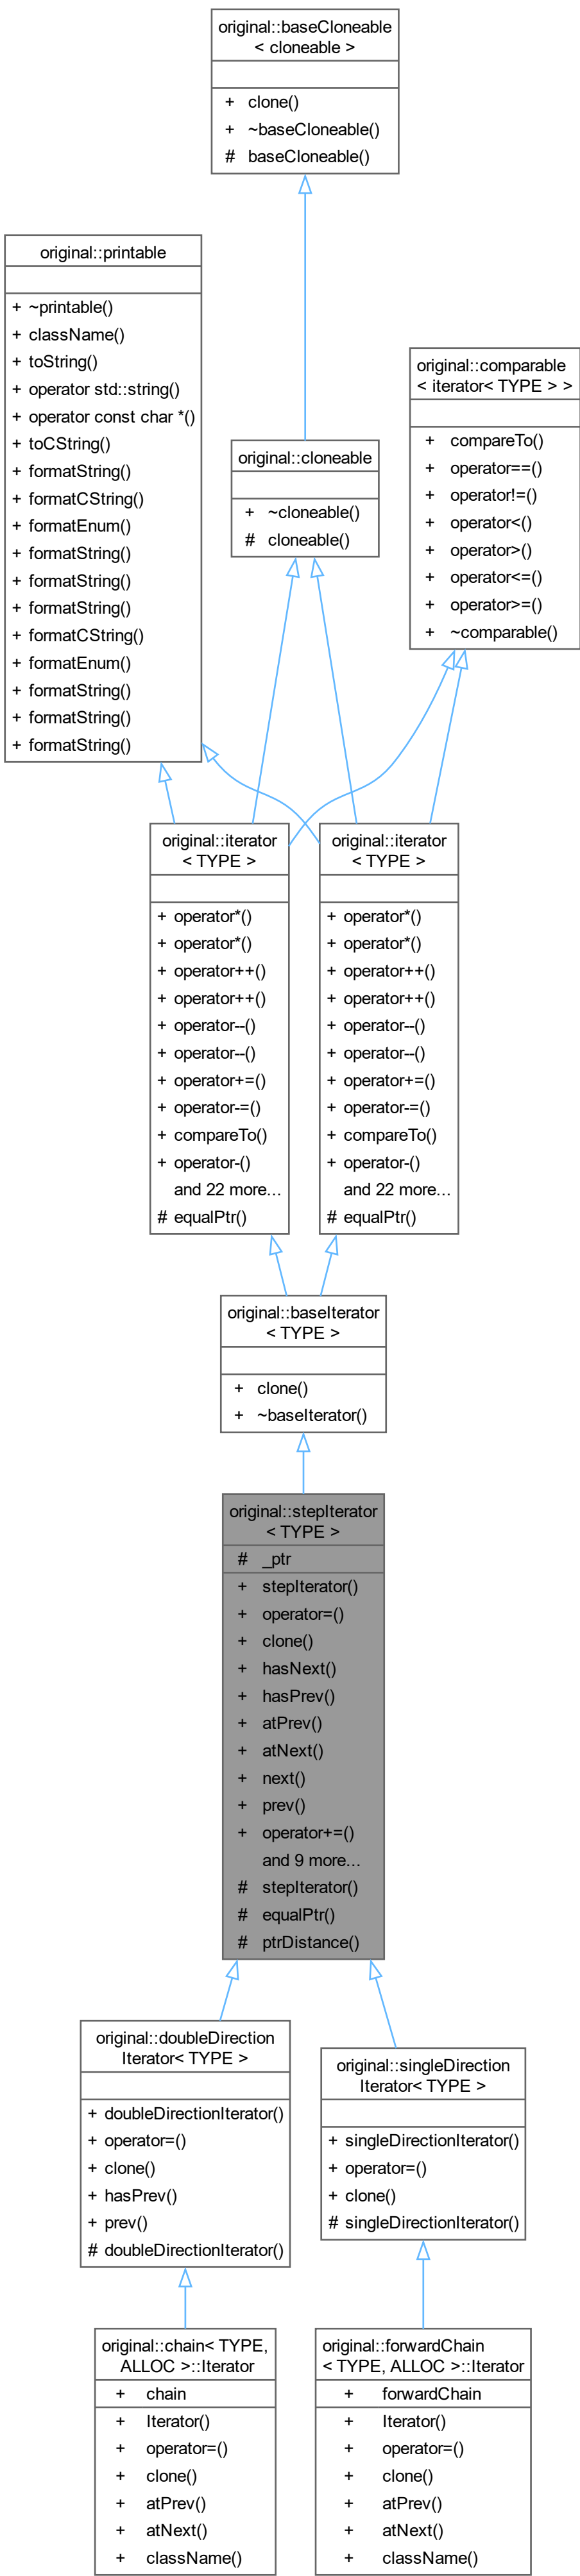 original::baseCloneable
< cloneable >
+ clone()
+ ~baseCloneable()
# baseCloneable()
original::printable
+ ~printable()
+ className()
+ toString()
+ operator std::string()
+ operator const char *()
+ toCString()
+ formatString()
+ formatCString()
+ formatEnum()
+ formatString()
+ formatString()
+ formatString()
+ formatCString()
+ formatEnum()
+ formatString()
+ formatString()
+ formatString()
original::comparable
< iterator< TYPE > >
+ compareTo()
+ operator==()
+ operator!=()
+ operator<()
+ operator>()
+ operator<=()
+ operator>=()
+ ~comparable()
original::cloneable
+ ~cloneable()
# cloneable()
original::iterator
< TYPE >
+ operator*()
+ operator*()
+ operator++()
+ operator++()
+ operator--()
+ operator--()
+ operator+=()
+ operator-=()
+ compareTo()
+ operator-()
and 22 more...
# equalPtr()
original::iterator
< TYPE >
+ operator*()
+ operator*()
+ operator++()
+ operator++()
+ operator--()
+ operator--()
+ operator+=()
+ operator-=()
+ compareTo()
+ operator-()
and 22 more...
# equalPtr()
original::baseIterator
< TYPE >
+ clone()
+ ~baseIterator()
original::stepIterator
< TYPE >
# _ptr
+ stepIterator()
+ operator=()
+ clone()
+ hasNext()
+ hasPrev()
+ atPrev()
+ atNext()
+ next()
+ prev()
+ operator+=()
and 9 more...
# stepIterator()
# equalPtr()
# ptrDistance()
original::doubleDirection
Iterator< TYPE >
+ doubleDirectionIterator()
+ operator=()
+ clone()
+ hasPrev()
+ prev()
# doubleDirectionIterator()
original::singleDirection
Iterator< TYPE >
+ singleDirectionIterator()
+ operator=()
+ clone()
# singleDirectionIterator()
original::chain< TYPE,
ALLOC >::Iterator
+ chain
+ Iterator()
+ operator=()
+ clone()
+ atPrev()
+ atNext()
+ className()
original::forwardChain
< TYPE, ALLOC >::Iterator
+ forwardChain
+ Iterator()
+ operator=()
+ clone()
+ atPrev()
+ atNext()
+ className()